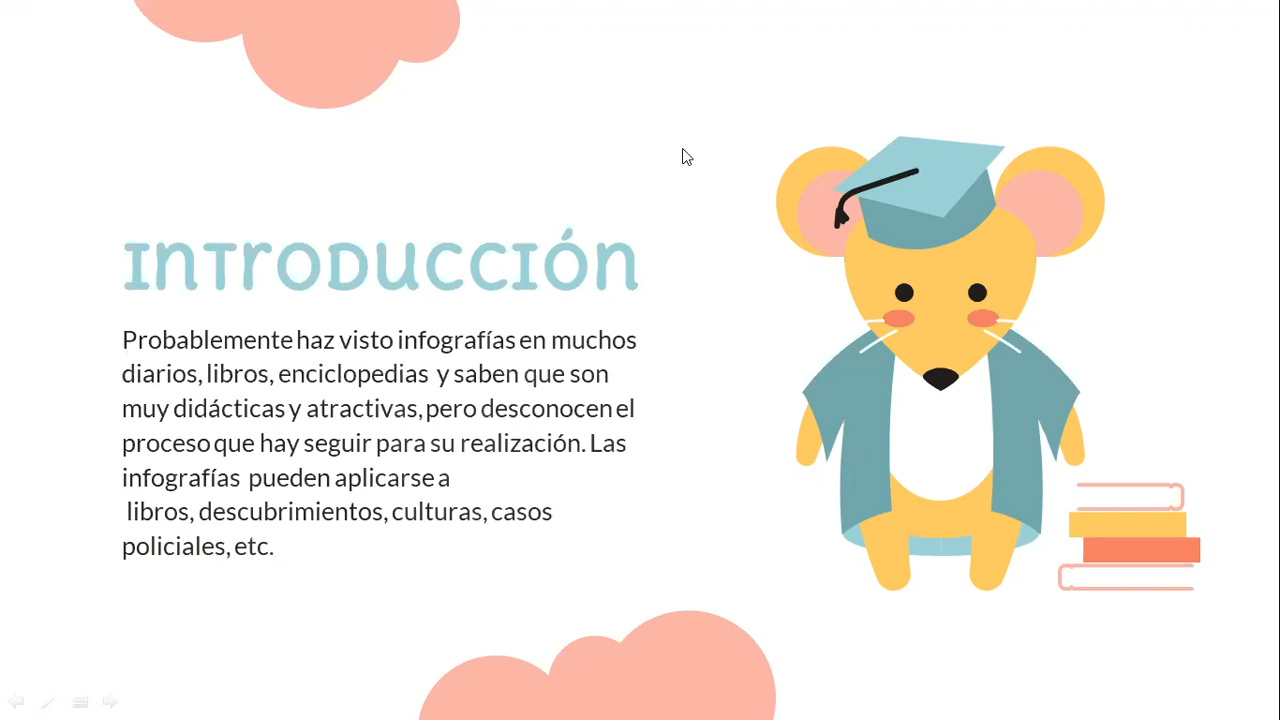 INTRODUCCIÓN
Probablemente haz visto infografías en muchos
diarios, libros, enciclopedias y saben que son
muy didácticas y atractivas, pero desconocen el
proceso que hay seguir para su realización. Las
infografías pueden aplicarse a
libros, descubrimientos, culturas, casos
policiales, etc.